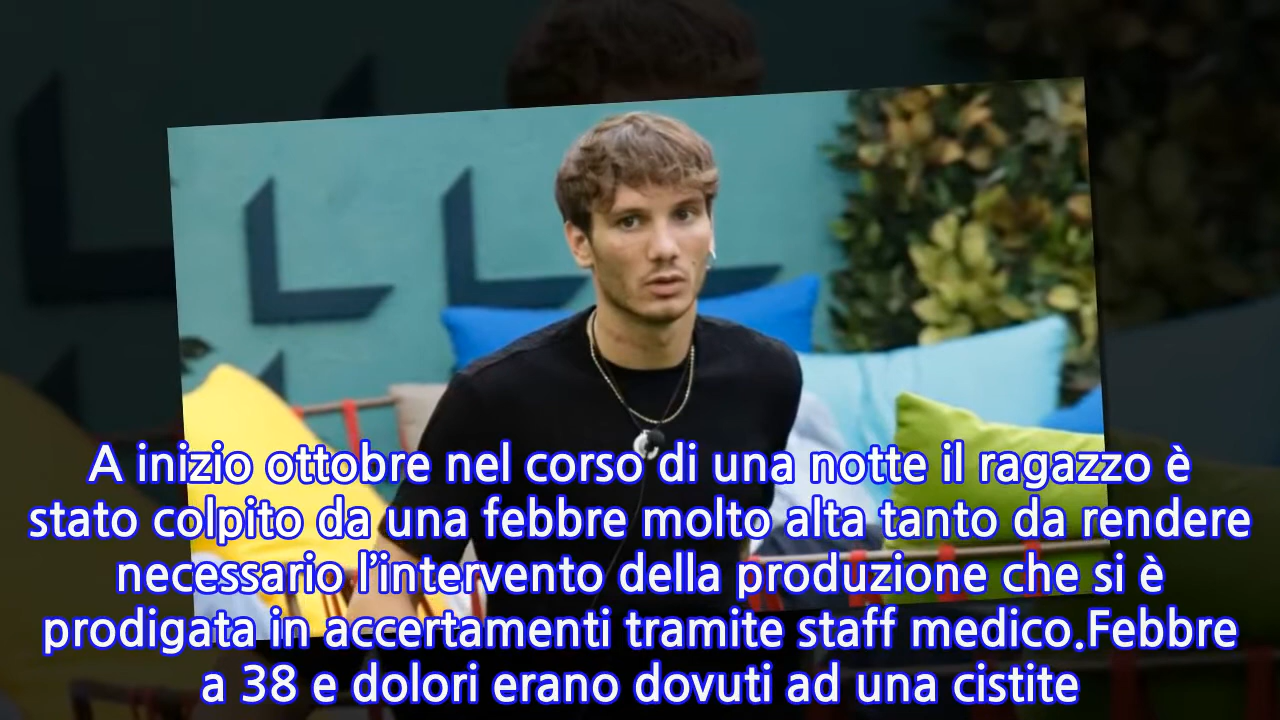 A inizio ottobre nel corso di una notte il ragazzo è
stato colpito da una febbre molto alta tanto da rendere
necessario l’intervento della produzione che si è
prodigata in accertamenti tramite staff medico.Febbre
a 38 e dolori erano dovuti ad una cistite